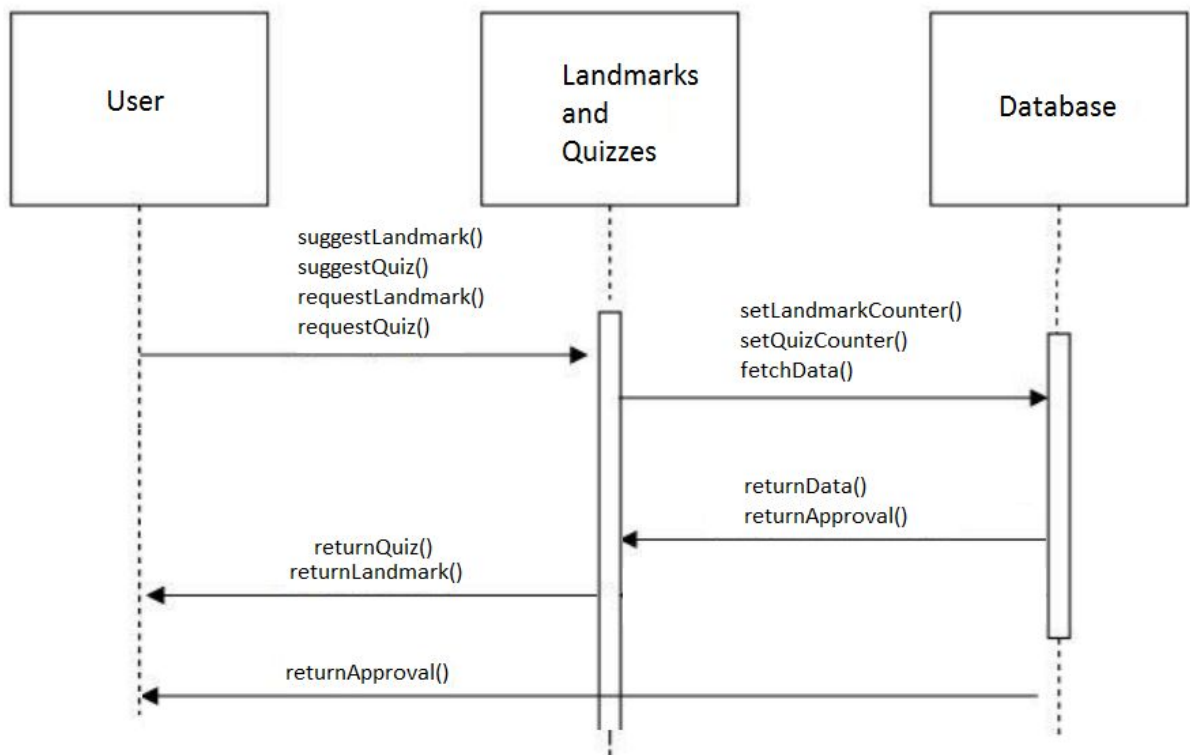 User
Landmarks
and
Quizzes
Database
suggestLandmark()
suggestQuiz()
requestLandmark()
requestQuiz()
setLandmarkCounter()
setQuizCounter()
fetchData()
returnData()
returnApproval()
returnQuiz()
returnLandmark()
returnApproval()